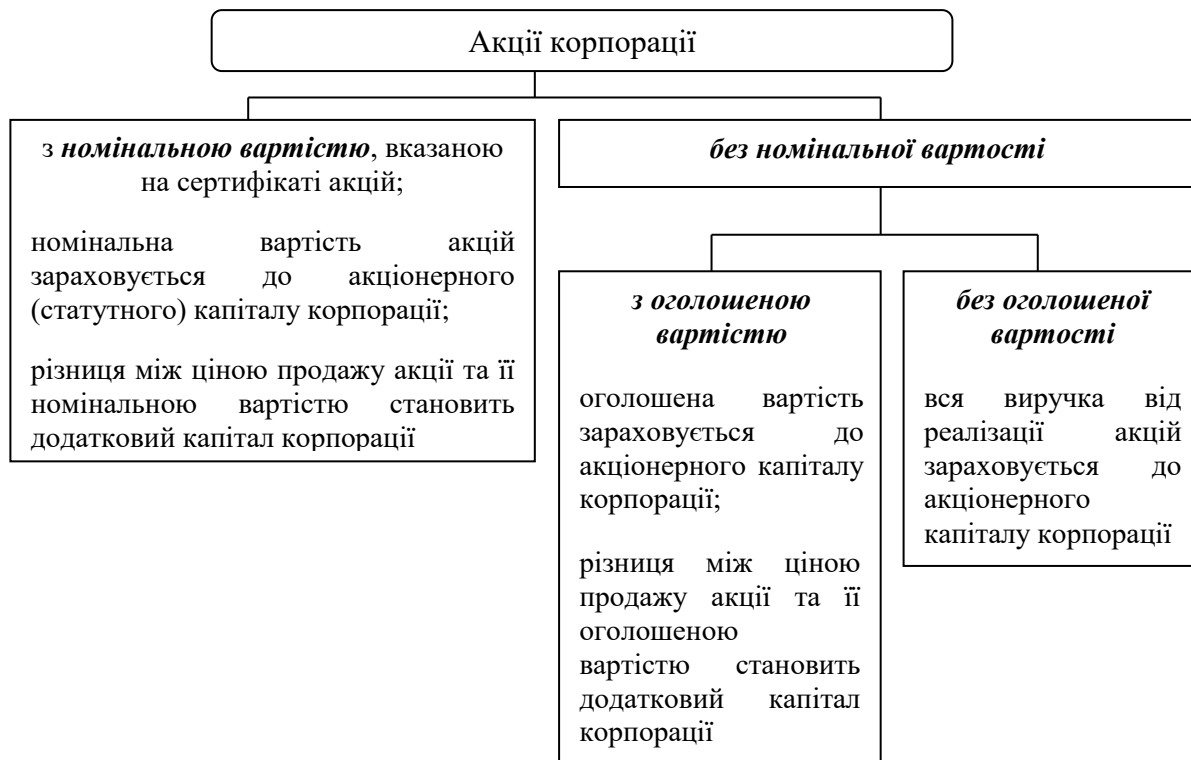 Акції корпорації
з номінальною вартістю, вказаною
на сертифікаті акцій;
номінальна вартість акцій
зараховується до акціонерного
(статутного) капіталу корпорації;
різниця між ціною продажу акції та її
номінальною вартістю становить
додатковий капітал корпорації
без номінальної вартості
з оголошеною
вартістю
оголошена вартість
зараховується до
акціонерного капіталу
корпорації;
різниця між ціною
продажу акції та її
оголошеною
вартістю становить
додатковий капітал
корпорації
без оголошеної
вартості
вся виручка від
реалізації акцій
зараховується до
акціонерного
капіталу корпорації